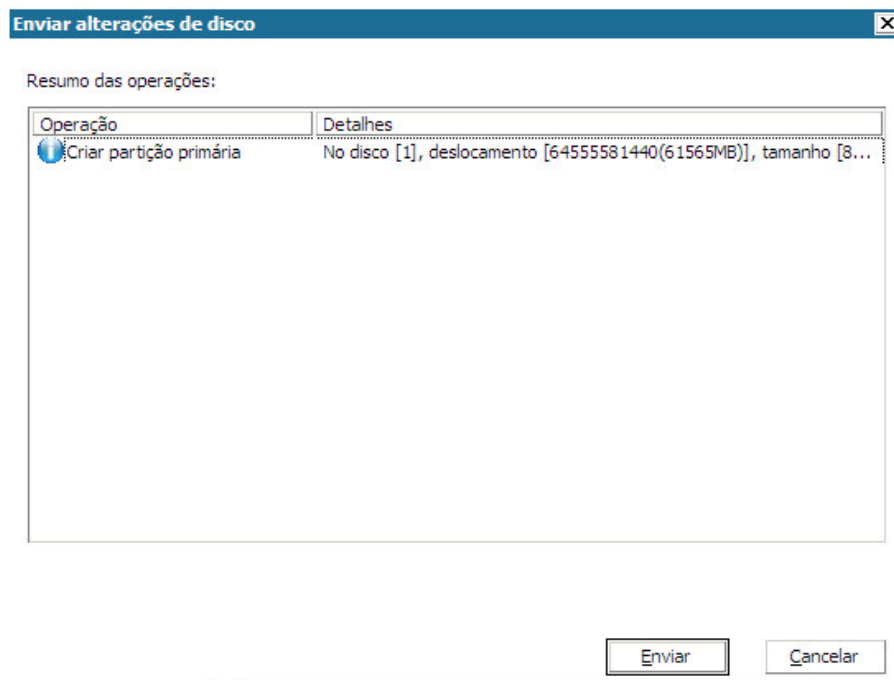 Enviar alterações de disco
Resumo das operações:
Operação Detalhes
Criar partição primária No disco [1], deslocamento [64555581440(61565MB)], tamanho [8...
Enviar Cancelar